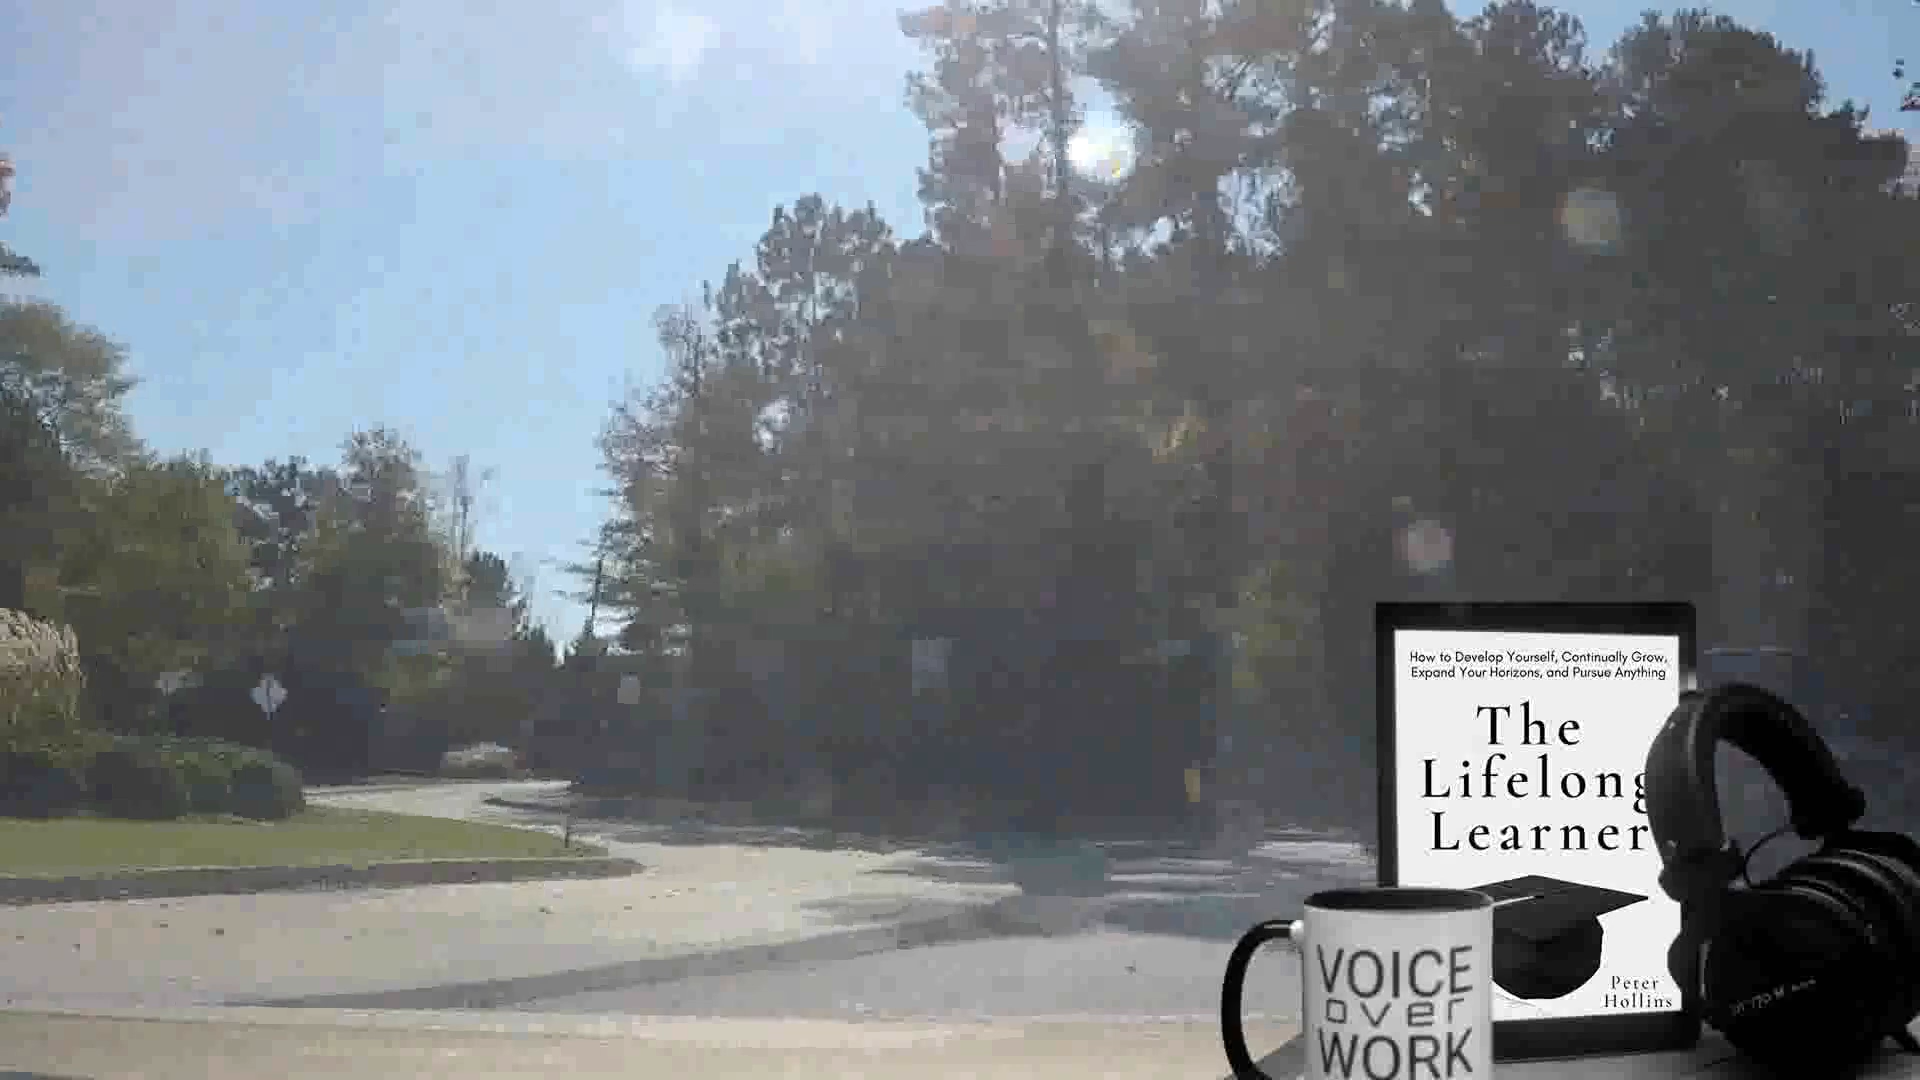 How to Develop Yourself, Continually Grow,
Expand Your Horizons, and Pursue Anything
The
Lifelong
Learner
Peter
Hollins
VOICE
over
WORK